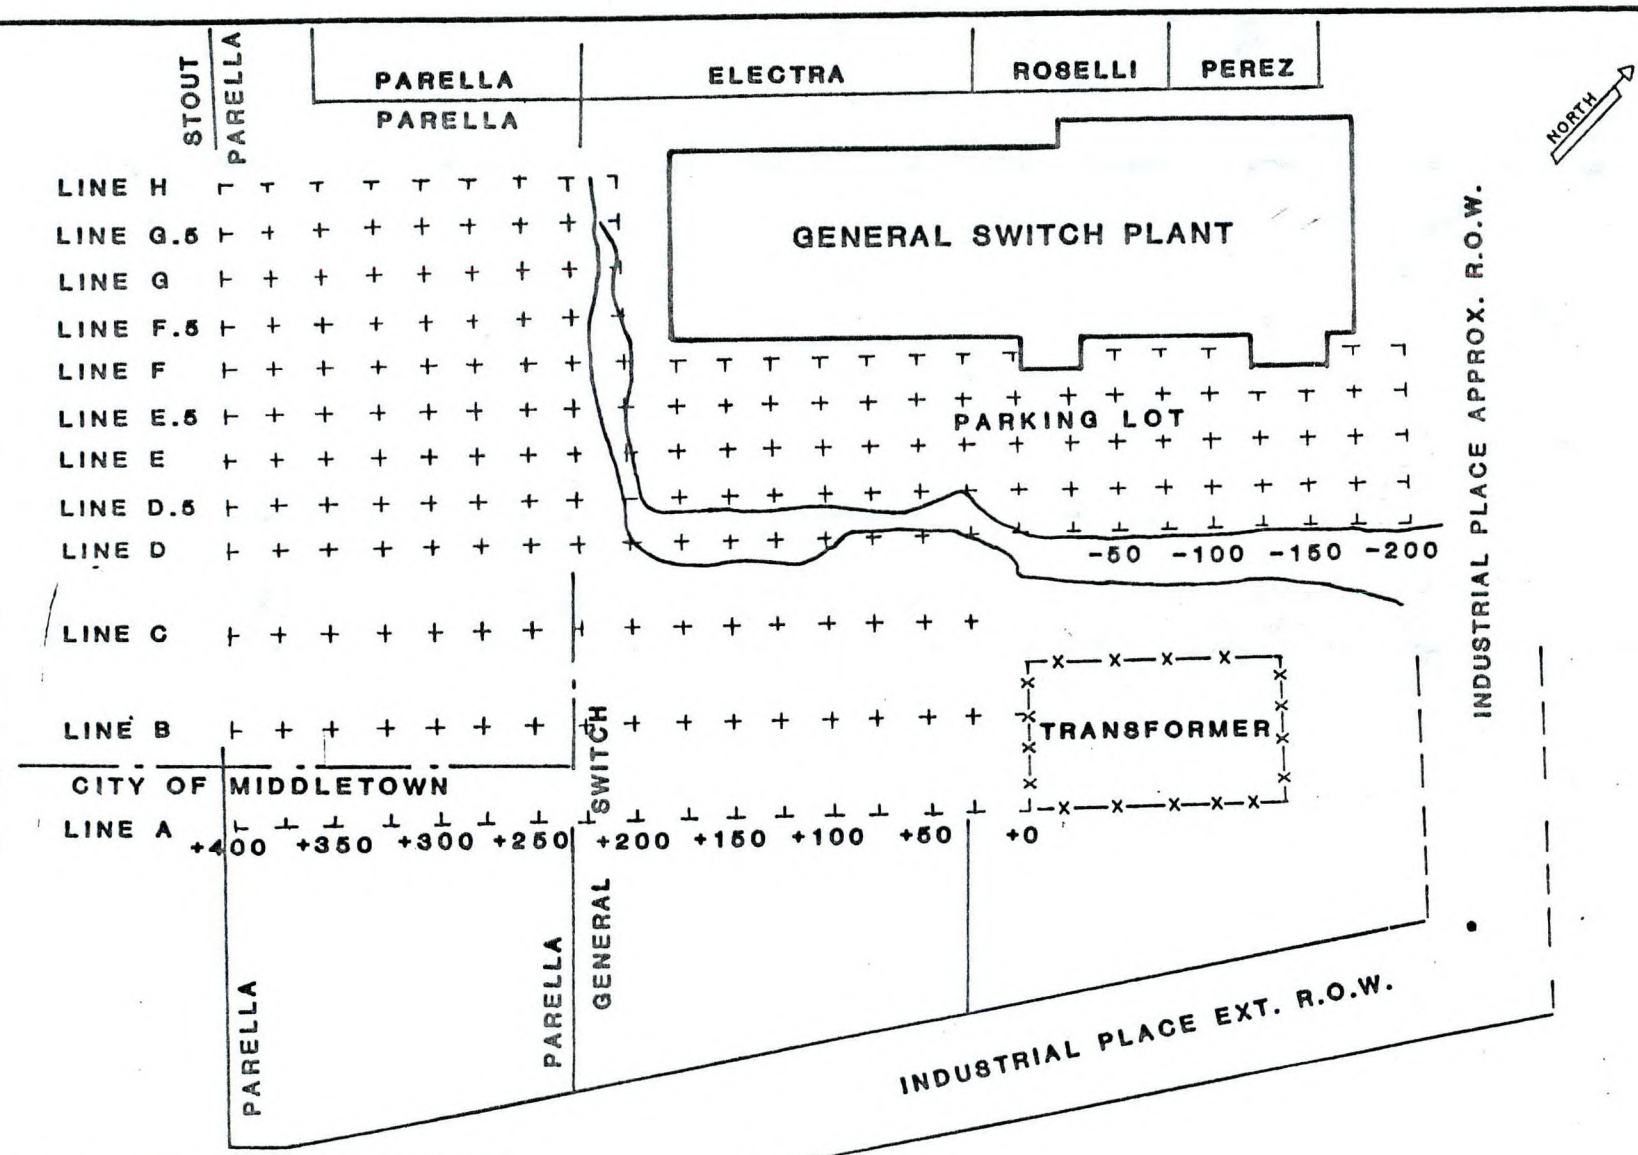 STOUT
PARELLA
PARELLA
ELECTRA
ROSELLI
PEREZ
PARELLA
NORTH
LINE H
LINE G.5
GENERAL SWITCH PLANT
LINE G
LINE F.5
LINE F
LINE E.5
PARKING LOT
LINE E
LINE D.5
LINE D
-50 -100 -150 -200
INDUSTRIAL PLACE APPROX. R.O.W.
LINE C
LINE B
TRANSFORMER
CITY OF MIDDLETOWN
LINE A
+400 +350 +300 +250 +200 +150 +100 +50 +0
PARELLA
PARELLA
GENERAL SWITCH
INDUSTRIAL PLACE EXT. R.O.W.